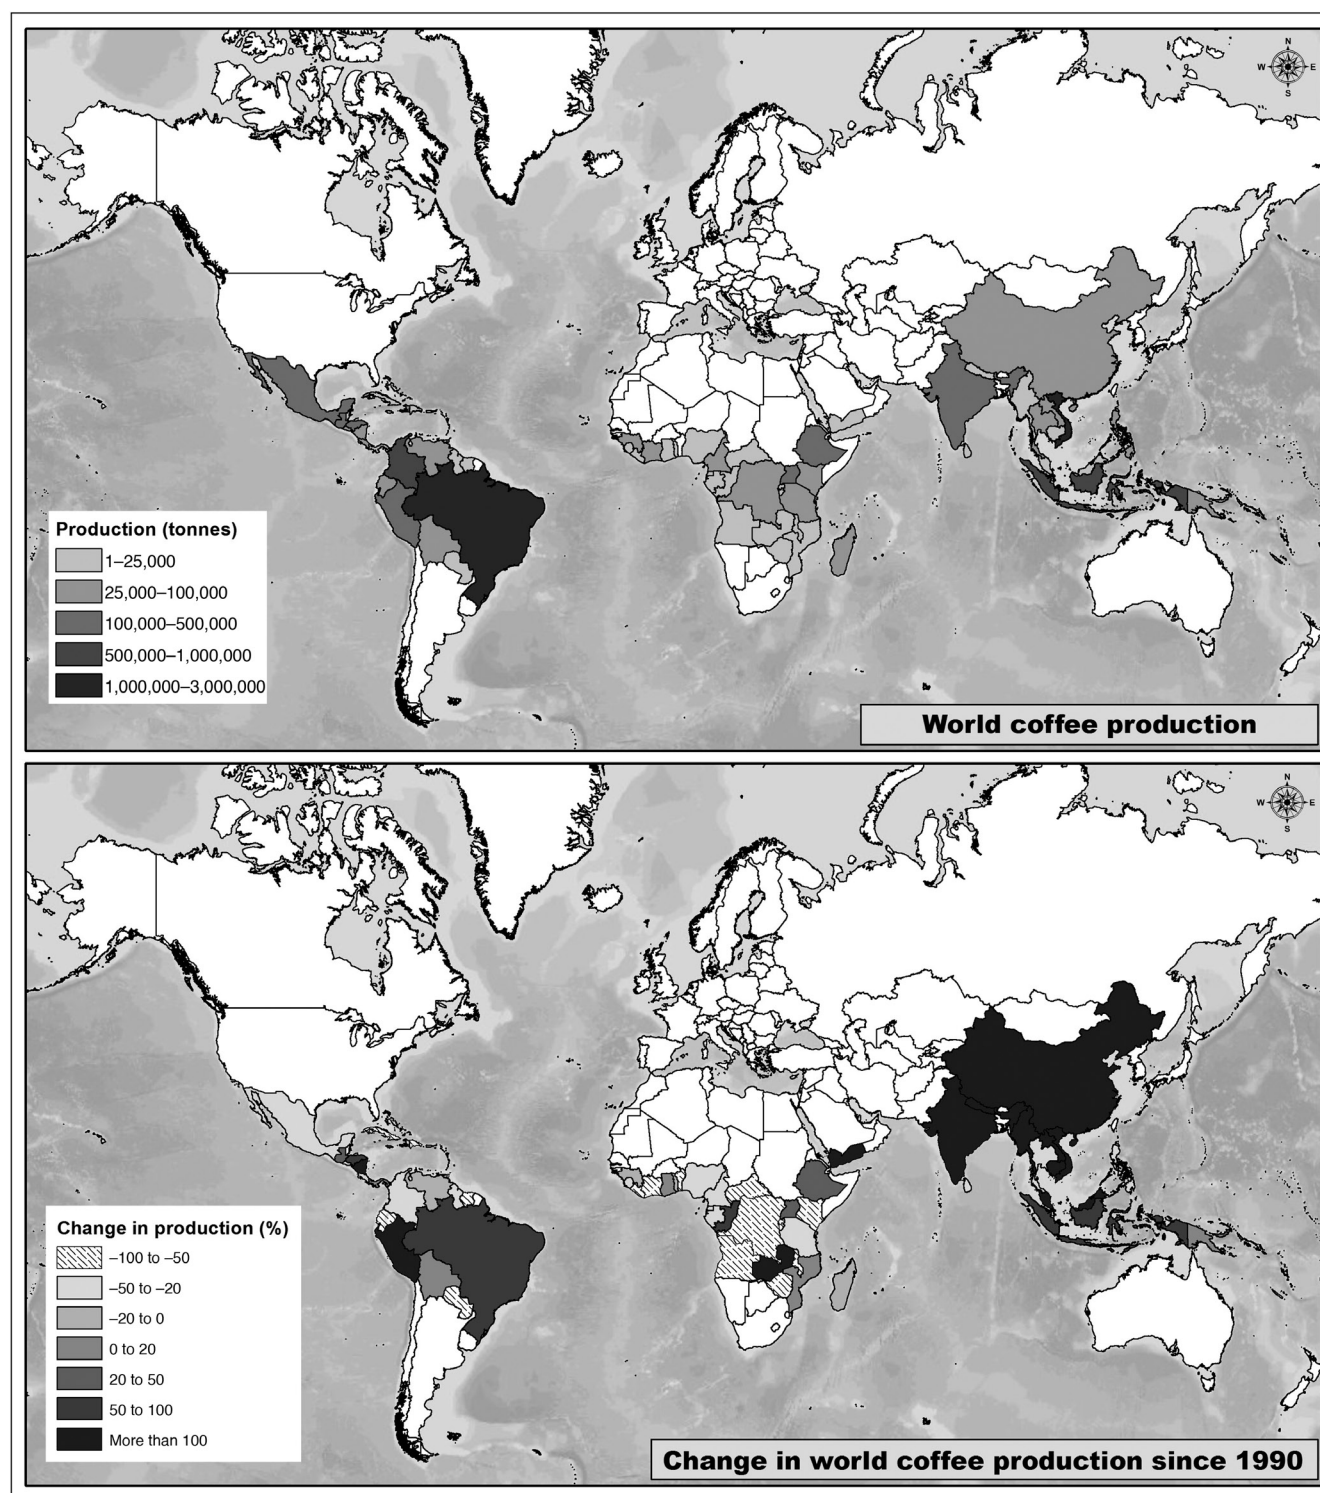 N
W E
S
Production (tonnes)
1–25,000
25,000–100,000
100,000–500,000
500,000–1,000,000
1,000,000–3,000,000
World coffee production
N
W E
S
Change in production (%)
–100 to –50
–50 to –20
–20 to 0
0 to 20
20 to 50
50 to 100
More than 100
Change in world coffee production since 1990